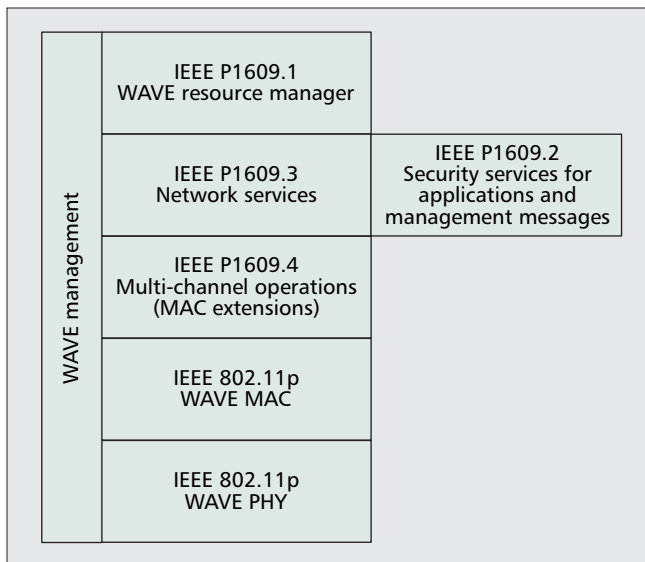 WAVE management
IEEE P1609.1
WAVE resource manager
IEEE P1609.3
Network services
IEEE P1609.2
Security services for
applications and
management messages
IEEE P1609.4
Multi-channel operations
(MAC extensions)
IEEE 802.11p
WAVE MAC
IEEE 802.11p
WAVE PHY